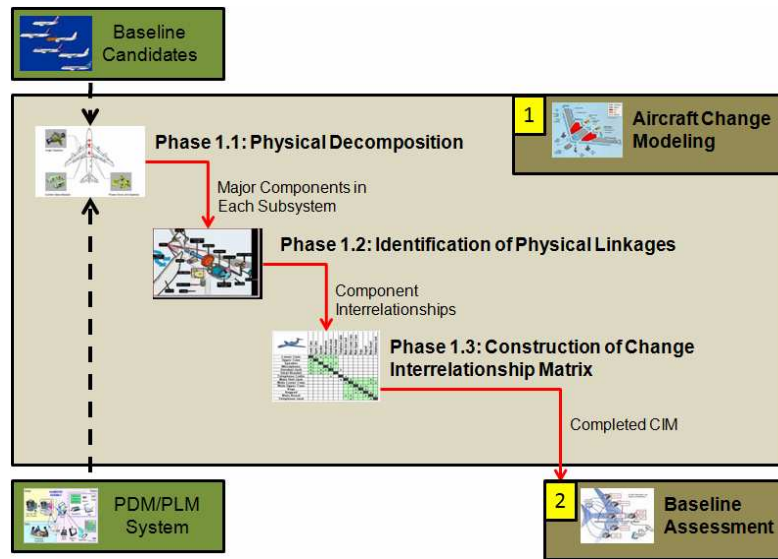 Baseline
Candidates
1
Aircraft Change
Modeling
Phase 1.1: Physical Decomposition
Major Components in
Each Subsystem
Phase 1.2: Identification of Physical Linkages
Component
Interrelationships
Phase 1.3: Construction of Change
Interrelationship Matrix
Completed CIM
PDM/PLM
System
2
Baseline
Assessment